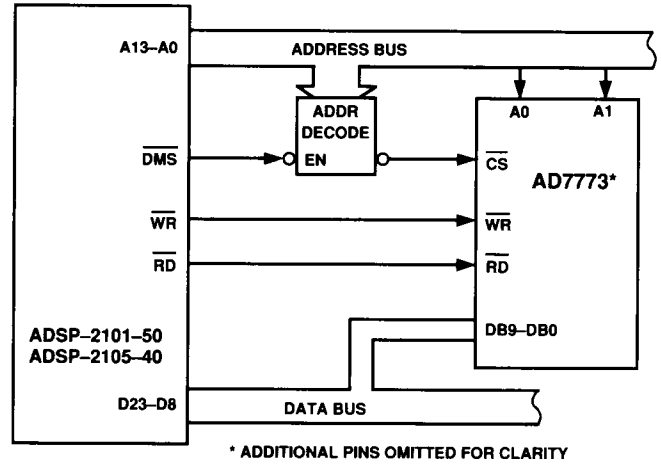 A13–A0
ADDRESS BUS
ADDR
DECODE
A0 A1
DMS
EN
CS
AD7773*
WR
WR
RD
RD
ADSP–2101–50
ADSP–2105–40
DB9–DB0
D23–D8
DATA BUS
* ADDITIONAL PINS OMITTED FOR CLARITY